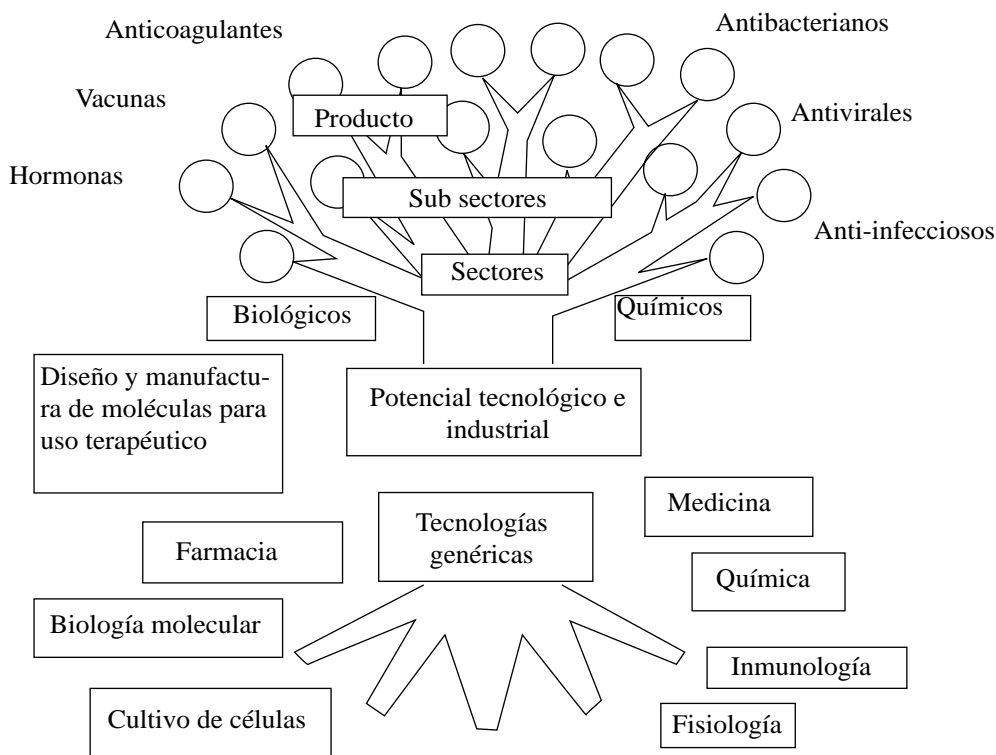 Anticoagulantes
Antibacterianos
Vacunas
Producto
Antivirales
Hormonas
Sub sectores
Anti-infecciosos
Sectores
Biológicos
Químicos
Diseño y manufactu-
ra de moléculas para
uso terapéutico
Potencial tecnológico e
industrial
Medicina
Tecnologías
genéricas
Farmacia
Química
Biología molecular
Inmunología
Cultivo de células
Fisiología